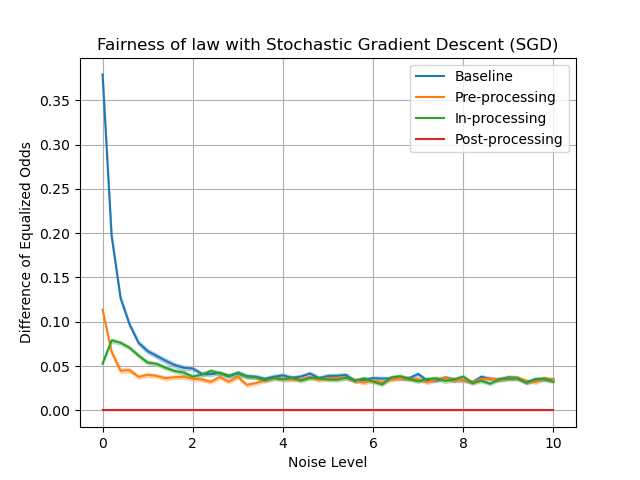 Fairness of law with Stochastic Gradient Descent (SGD)
Baseline
Pre-processing
In-processing
Post-processing
Difference of Equalized Odds
0.35
0.30
0.25
0.20
0.15
0.10
0.05
0.00
0 2 4 6 8 10
Noise Level